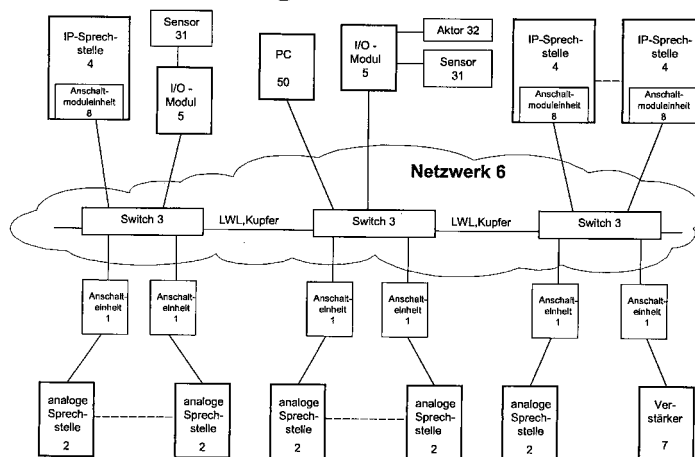 IP-Sprech-
stelle
4
Anschalt-
moduleinheit
8
Sensor
31
I/O -
Modul
5
PC
50
I/O -
Modul
5
Aktor 32
Sensor
31
IP-Sprech-
stelle
4
Anschalt-
moduleinheit
8
IP-Sprech-
stelle
4
Anschalt-
moduleinheit
8
Netzwerk 6
Switch 3
LWL,Kupfer
Switch 3
LWL,Kupfer
Switch 3
Anschalt-
einheit
1
Anschalt-
einheit
1
Anschalt-
einheit
1
Anschalt-
einheit
1
Anschalt-
einheit
1
Anschalt-
einheit
1
analoge
Sprech-
stelle
2
analoge
Sprech-
stelle
2
analoge
Sprech-
stelle
2
analoge
Sprech-
stelle
2
analoge
Sprech-
stelle
2
Ver-
stärker
7